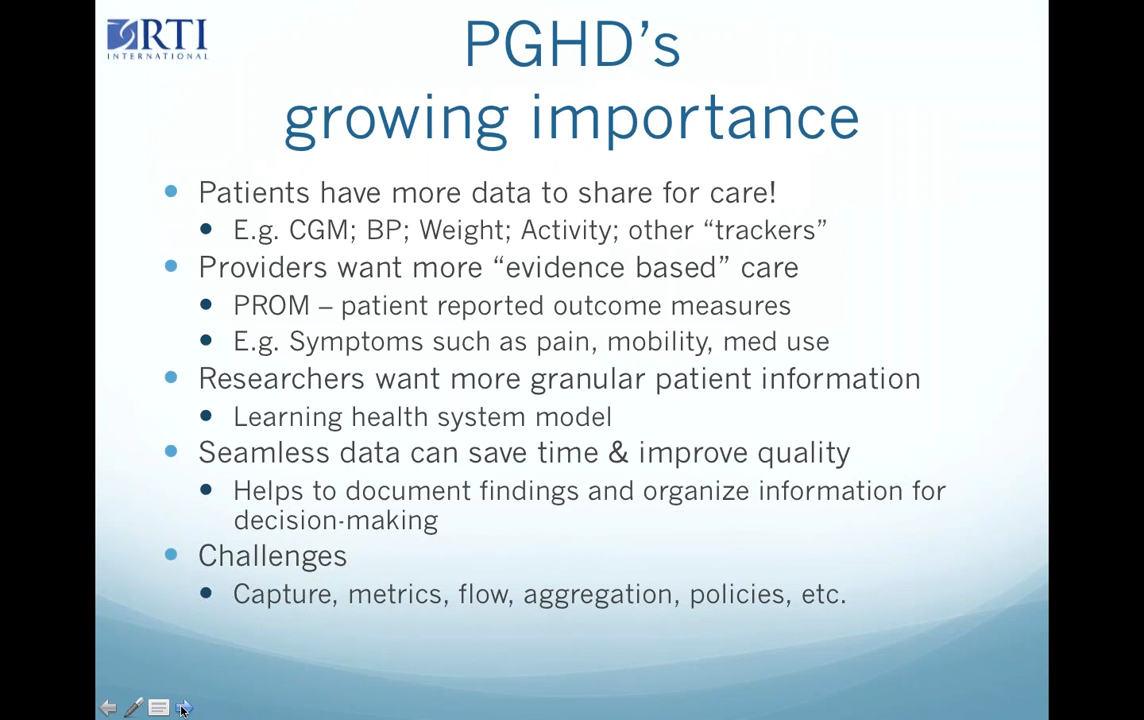 RTI
INTERNATIONAL
PGHD’s
growing importance
Patients have more data to share for care!
E.g. CGM; BP; Weight; Activity; other “trackers”
Providers want more “evidence based” care
PROM – patient reported outcome measures
E.g. Symptoms such as pain, mobility, med use
Researchers want more granular patient information
Learning health system model
Seamless data can save time & improve quality
Helps to document findings and organize information for
decision-making
Challenges
Capture, metrics, flow, aggregation, policies, etc.